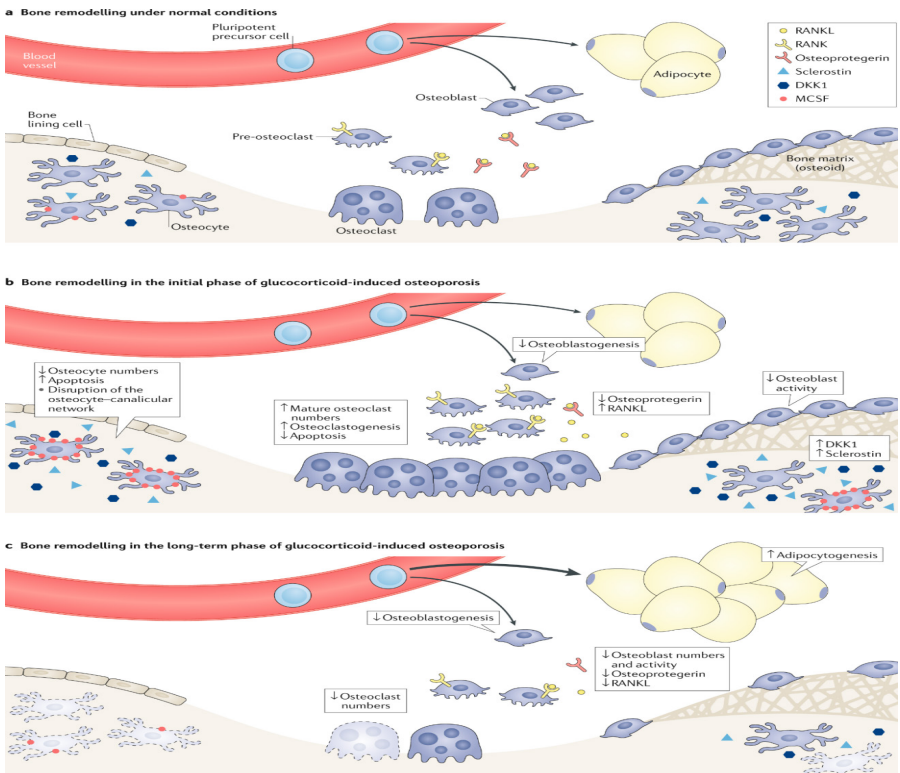 a Bone remodelling under normal conditions
Pluripotent
precursor cell
Blood
vessel
Adipocyte
RANKL
RANK
Osteoprotegerin
Sclerostin
DKK1
MCSF
Osteoblast
Bone
lining cell
Pre-osteoclast
Bone matrix
(osteoid)
Osteocyte
Osteoclast
b Bone remodelling in the initial phase of glucocorticoid-induced osteoporosis
↓Osteoblastogenesis
↓Osteocyte numbers
↑Apoptosis
• Disruption of the
osteocyte–canalicular
network
↑Mature osteoclast
numbers
↑Osteoclastogenesis
↓Apoptosis
↓Osteoprotegerin
↑RANKL
↓Osteoblast
activity
↑DKK1
↑Sclerostin
c Bone remodelling in the long-term phase of glucocorticoid-induced osteoporosis
↑Adipocytogenesis
↓Osteoblastogenesis
↓Osteoblast numbers
and activity
↓Osteoprotegerin
↓RANKL
↓Osteoclast
numbers